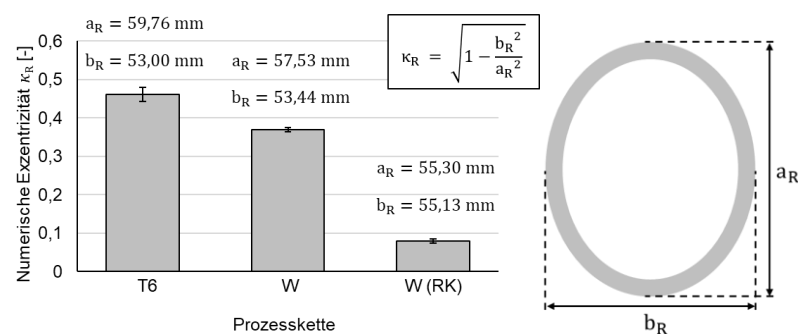 a_R = 59,76 mm
b_R = 53,00 mm
a_R = 57,53 mm
b_R = 53,44 mm
a_R = 55,30 mm
b_R = 55,13 mm
κ_R = √(1 − b_R² / a_R²)
Numerische Exzentrizität κ_R [-]
0,6
0,5
0,4
0,3
0,2
0,1
0
T6 W W (RK)
Prozesskette
a_R
b_R